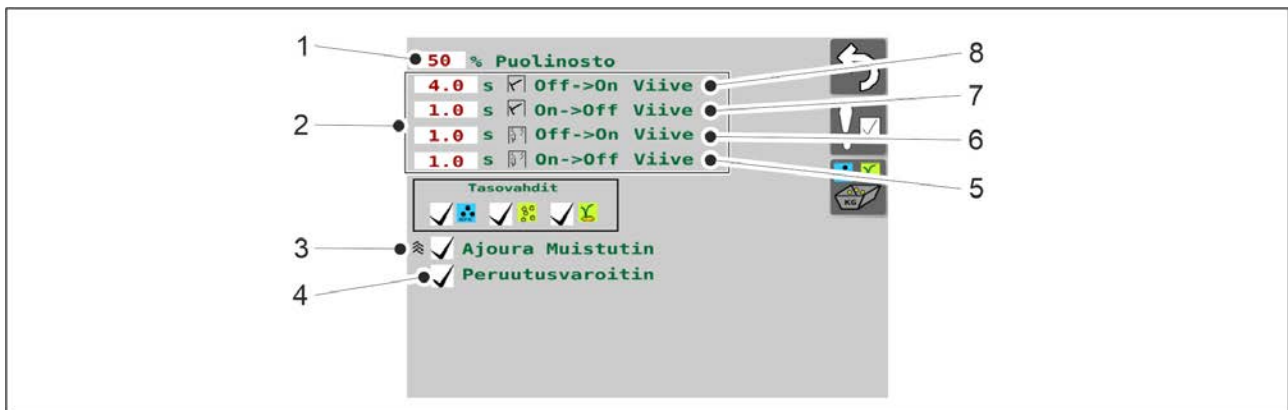 1
50 % Puolinosto
8
4.0 s Off->On Viive
7
1.0 s On->Off Viive
2
1.0 s Off->On Viive
6
1.0 s On->Off Viive
5
Tasovahdit
KG
3
Ajoura Muistutin
4
Peruutusvaroitin